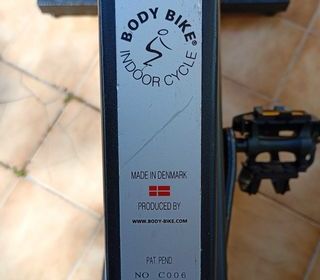 BODY BIKE®
INDOOR CYCLE
MADE IN DENMARK
PRODUCED BY
WWW.BODY-BIKE.COM
PAT. PEND
NO C006